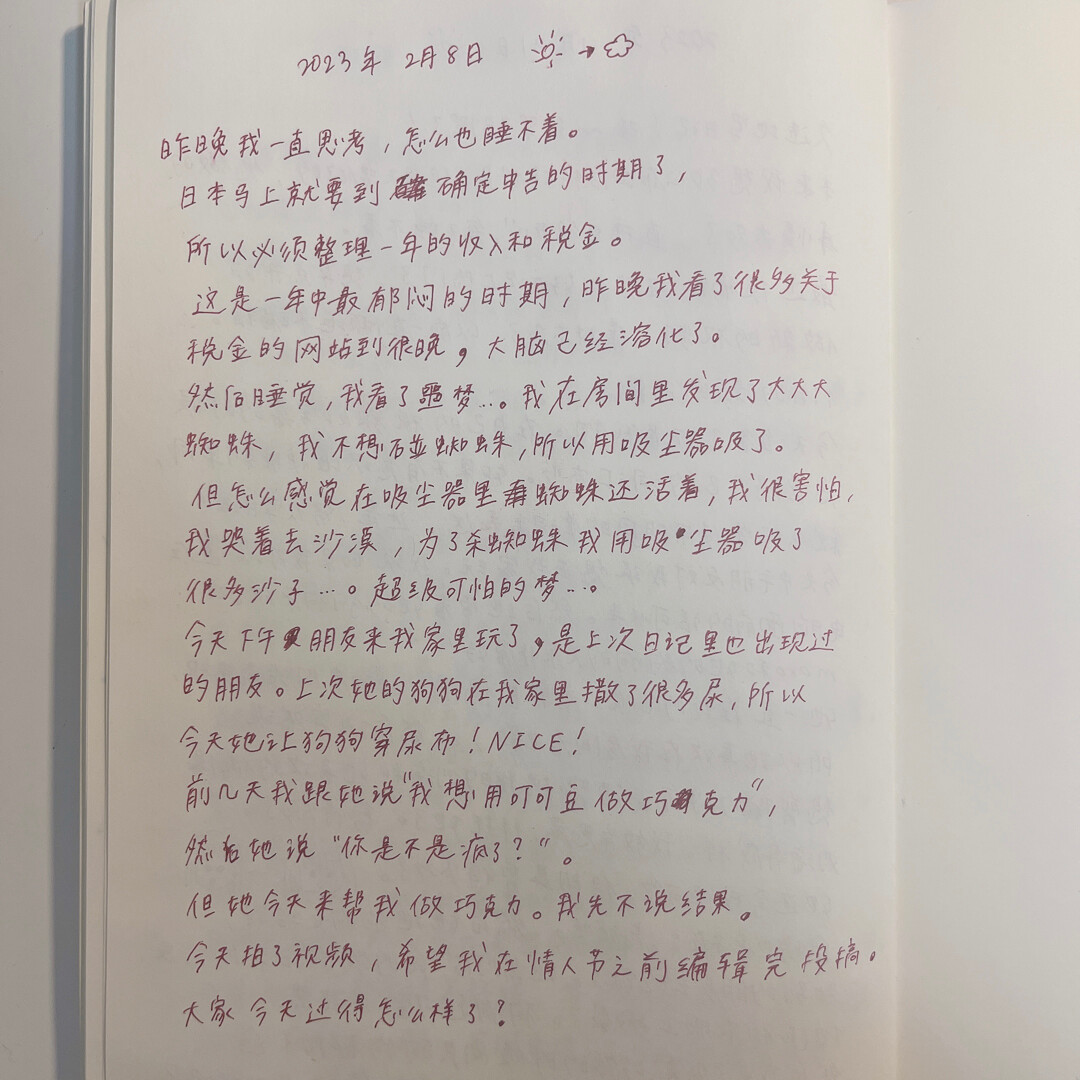 2023年 2月8日
昨晚我一直思考，怎么也睡不着。
日本马上就要到确定申告的时期了，
所以必须整理一年的收入和税金。
这是一年中最郁闷的时期，昨晚我看了很多关于
税金的网站到很晚，大脑已经溶化了。
然后睡觉，我看了噩梦…。我在房间里发现了大大大
蜘蛛，我不想碰蜘蛛，所以用吸尘器吸了。
但怎么感觉在吸尘器里蜘蛛还活着，我很害怕，
我哭着去沙漠，为了杀蜘蛛我用吸尘器吸了
很多沙子…。超级可怕的梦…。
今天下午朋友来我家里玩了，是上次日记里也出现过
的朋友。上次她的狗狗在我家里撒了很多尿，所以
今天她让狗狗穿尿布！NICE！
前几天我跟她说“我想用可可豆做巧克力”，
然后她说“你是不是疯了？”。
但她今天来帮我做巧克力。我先不说结果。
今天拍了视频，希望我在情人节之前编辑完投搞。
大家今天过得怎么样了？